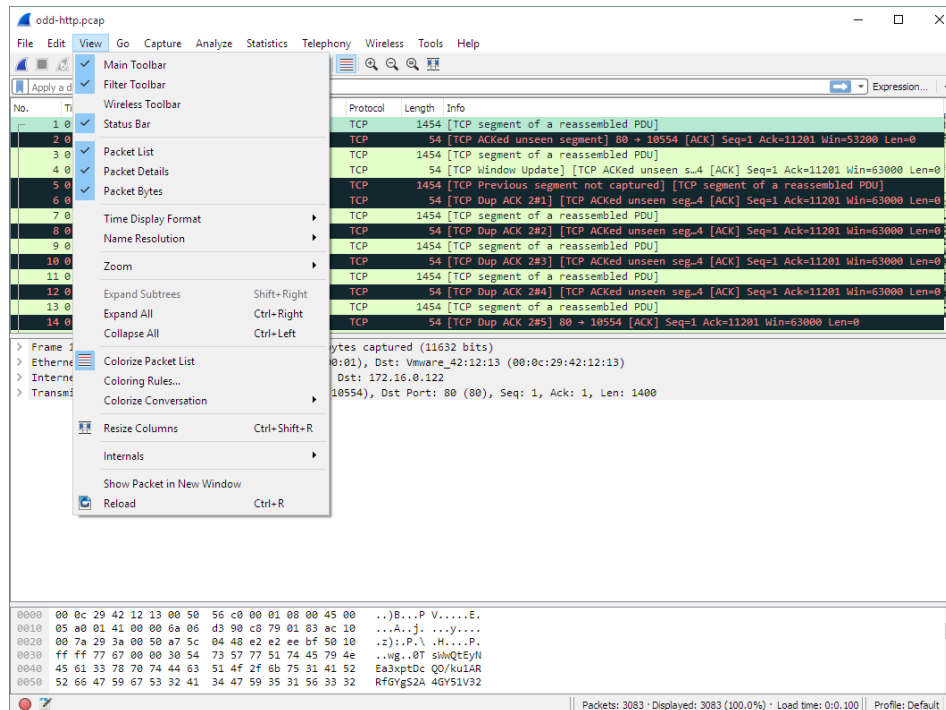 odd-http.pcap
File Edit View Go Capture Analyze Statistics Telephony Wireless Tools Help
Apply a d
Expression...
Main Toolbar
Filter Toolbar
Wireless Toolbar
Status Bar
Packet List
Packet Details
Packet Bytes
Time Display Format
Name Resolution
Zoom
Expand Subtrees Shift+Right
Expand All Ctrl+Right
Collapse All Ctrl+Left
Colorize Packet List
Coloring Rules...
Colorize Conversation
Resize Columns Ctrl+Shift+R
Internals
Show Packet in New Window
Reload Ctrl+R
No. Ti Protocol Length Info
1 0 TCP 1454 [TCP segment of a reassembled PDU]
2 0 TCP 54 [TCP ACKed unseen segment] 80 → 10554 [ACK] Seq=1 Ack=11201 Win=53200 Len=0
3 0 TCP 1454 [TCP segment of a reassembled PDU]
4 0 TCP 54 [TCP Window Update] [TCP ACKed unseen s…4 [ACK] Seq=1 Ack=11201 Win=63000 Len=0
5 0 TCP 1454 [TCP Previous segment not captured] [TCP segment of a reassembled PDU]
6 0 TCP 54 [TCP Dup ACK 2#1] [TCP ACKed unseen seg…4 [ACK] Seq=1 Ack=11201 Win=63000 Len=0
7 0 TCP 1454 [TCP segment of a reassembled PDU]
8 0 TCP 54 [TCP Dup ACK 2#2] [TCP ACKed unseen seg…4 [ACK] Seq=1 Ack=11201 Win=63000 Len=0
9 0 TCP 1454 [TCP segment of a reassembled PDU]
10 0 TCP 54 [TCP Dup ACK 2#3] [TCP ACKed unseen seg…4 [ACK] Seq=1 Ack=11201 Win=63000 Len=0
11 0 TCP 1454 [TCP segment of a reassembled PDU]
12 0 TCP 54 [TCP Dup ACK 2#4] [TCP ACKed unseen seg…4 [ACK] Seq=1 Ack=11201 Win=63000 Len=0
13 0 TCP 1454 [TCP segment of a reassembled PDU]
14 0 TCP 54 [TCP Dup ACK 2#5] 80 → 10554 [ACK] Seq=1 Ack=11201 Win=63000 Len=0
> Frame 1 ytes captured (11632 bits)
> Etherne 0:01), Dst: Vmware_42:12:13 (00:0c:29:42:12:13)
> Interne Dst: 172.16.0.122
> Transmi 10554), Dst Port: 80 (80), Seq: 1, Ack: 1, Len: 1400
0000 00 0c 29 42 12 13 00 50 56 c0 00 01 08 00 45 00 ..)B...P V.....E.
0010 05 a0 01 41 00 00 6a 06 d3 90 c8 79 01 83 ac 10 ...A..j. ...y....
0020 00 7a 29 3a 00 50 a7 5c 04 48 e2 e2 ee bf 50 10 .z):.P.\ .H....P.
0030 ff ff 77 67 00 00 30 54 73 57 77 51 74 45 79 4e ..wg..0T sWwQtEyN
0040 45 61 33 78 70 74 44 63 51 4f 2f 6b 75 31 41 52 Ea3xptDc QO/ku1AR
0050 52 66 47 59 67 53 32 41 34 47 59 35 31 56 33 32 RfGYgS2A 4GY51V32
Packets: 3083 · Displayed: 3083 (100.0%) · Load time: 0:0.100 Profile: Default